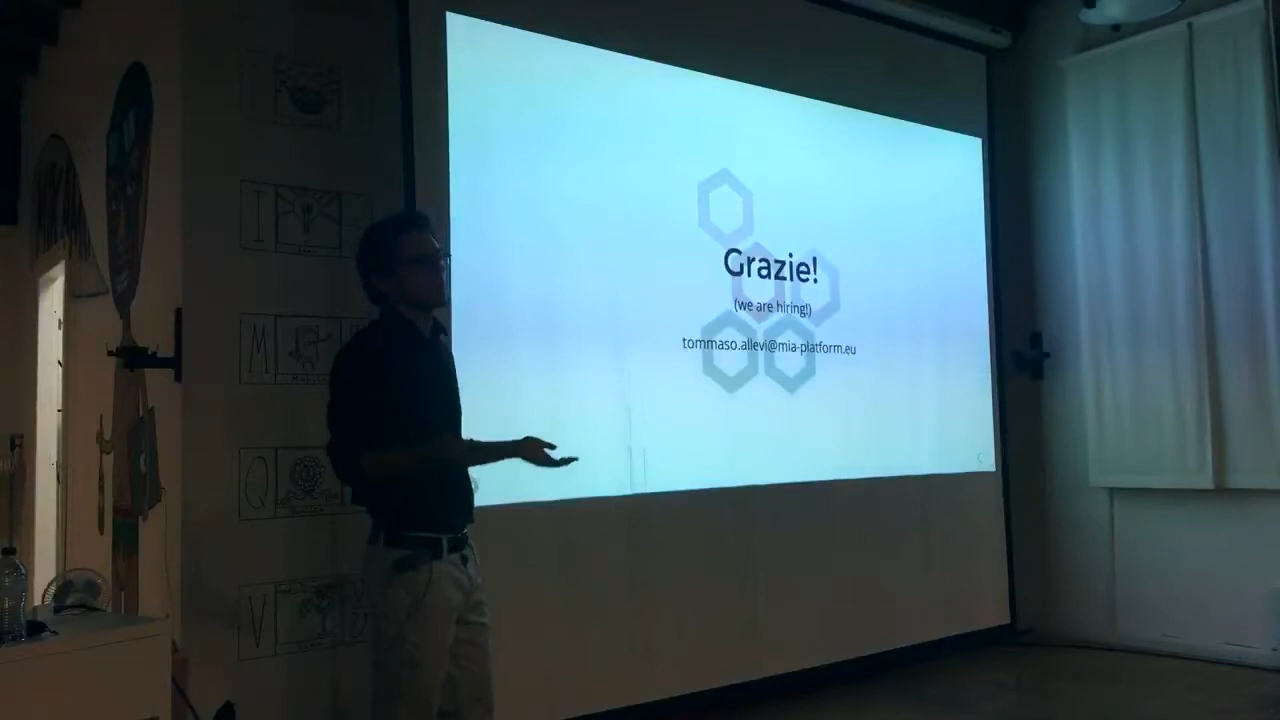 Grazie!
(we are hiring!)
tommaso.allevi@mia-platform.eu
I
M
Q
V